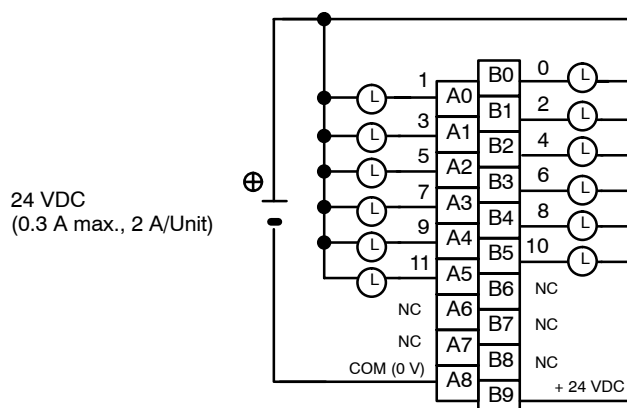 B0 0 L
1 L A0
B1 2 L
3 L A1
B2 4 L
5 L A2
B3 6 L
7 L A3
B4 8 L
9 L A4
B5 10 L
11 L A5
B6 NC
NC A6
B7 NC
NC A7
B8 NC
COM (0 V) A8
B9 + 24 VDC
24 VDC
(0.3 A max., 2 A/Unit)